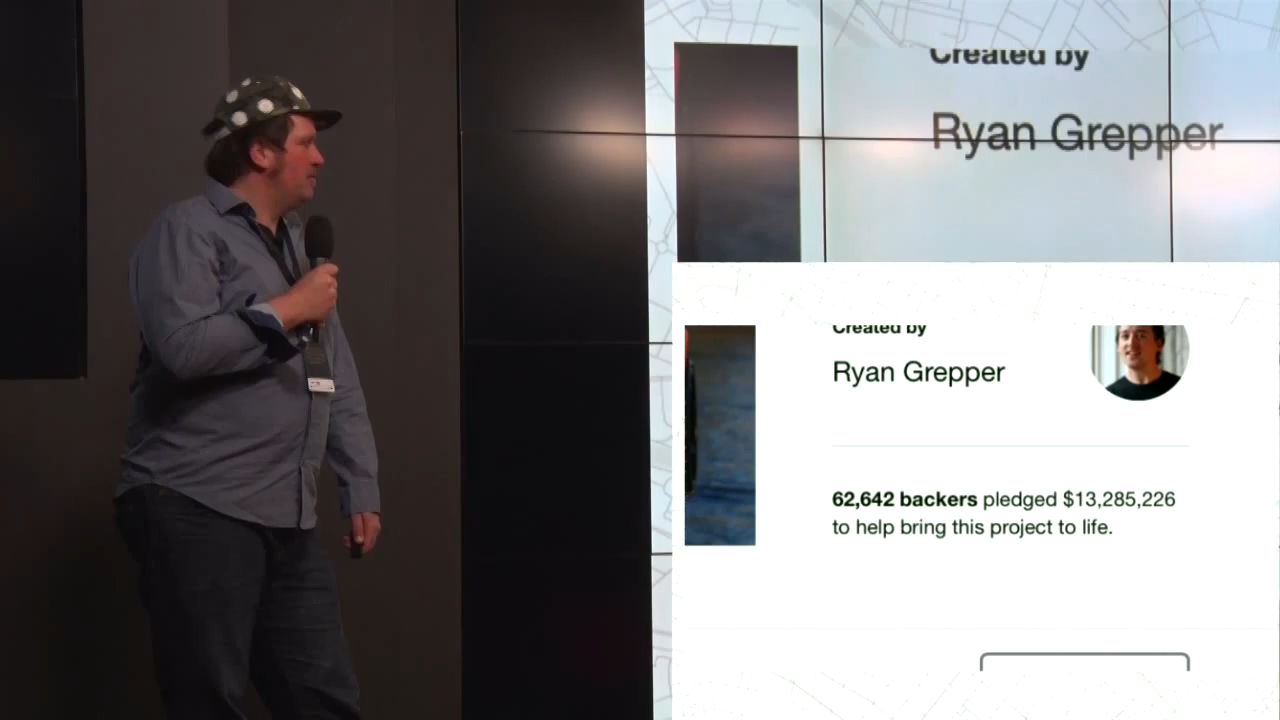 Created by
Ryan Grepper
Created by
Ryan Grepper
62,642 backers pledged $13,285,226
to help bring this project to life.